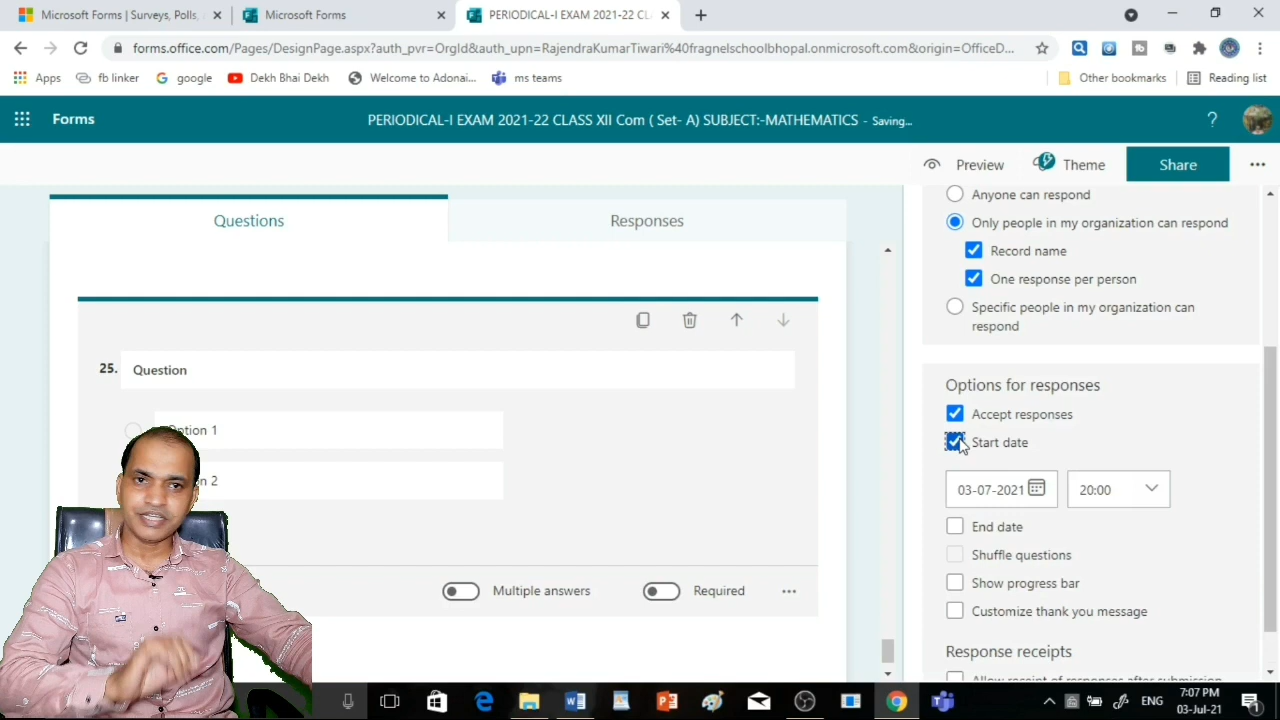 Microsoft Forms | Surveys, Polls,
Microsoft Forms
PERIODICAL-I EXAM 2021-22 CL
forms.office.com/Pages/DesignPage.aspx?auth_pvr=OrgId&auth_upn=RajendraKumarTiwari%40fragnelschoolbhopal.onmicrosoft.com&origin=OfficeD...
Apps
fb linker
google
Dekh Bhai Dekh
Welcome to Adonai...
ms teams
Other bookmarks
Reading list
Forms
PERIODICAL-I EXAM 2021-22 CLASS XII Com ( Set- A) SUBJECT:-MATHEMATICS - Saving...
?
Preview
Theme
Share
Questions
Responses
Anyone can respond
Only people in my organization can respond
Record name
One response per person
Specific people in my organization can
respond
25.
Question
Option 1
n 2
Multiple answers
Required
Options for responses
Accept responses
Start date
03-07-2021
20:00
End date
Shuffle questions
Show progress bar
Customize thank you message
Response receipts
Allow receipt of responses after submission
ENG
7:07 PM
03-Jul-21